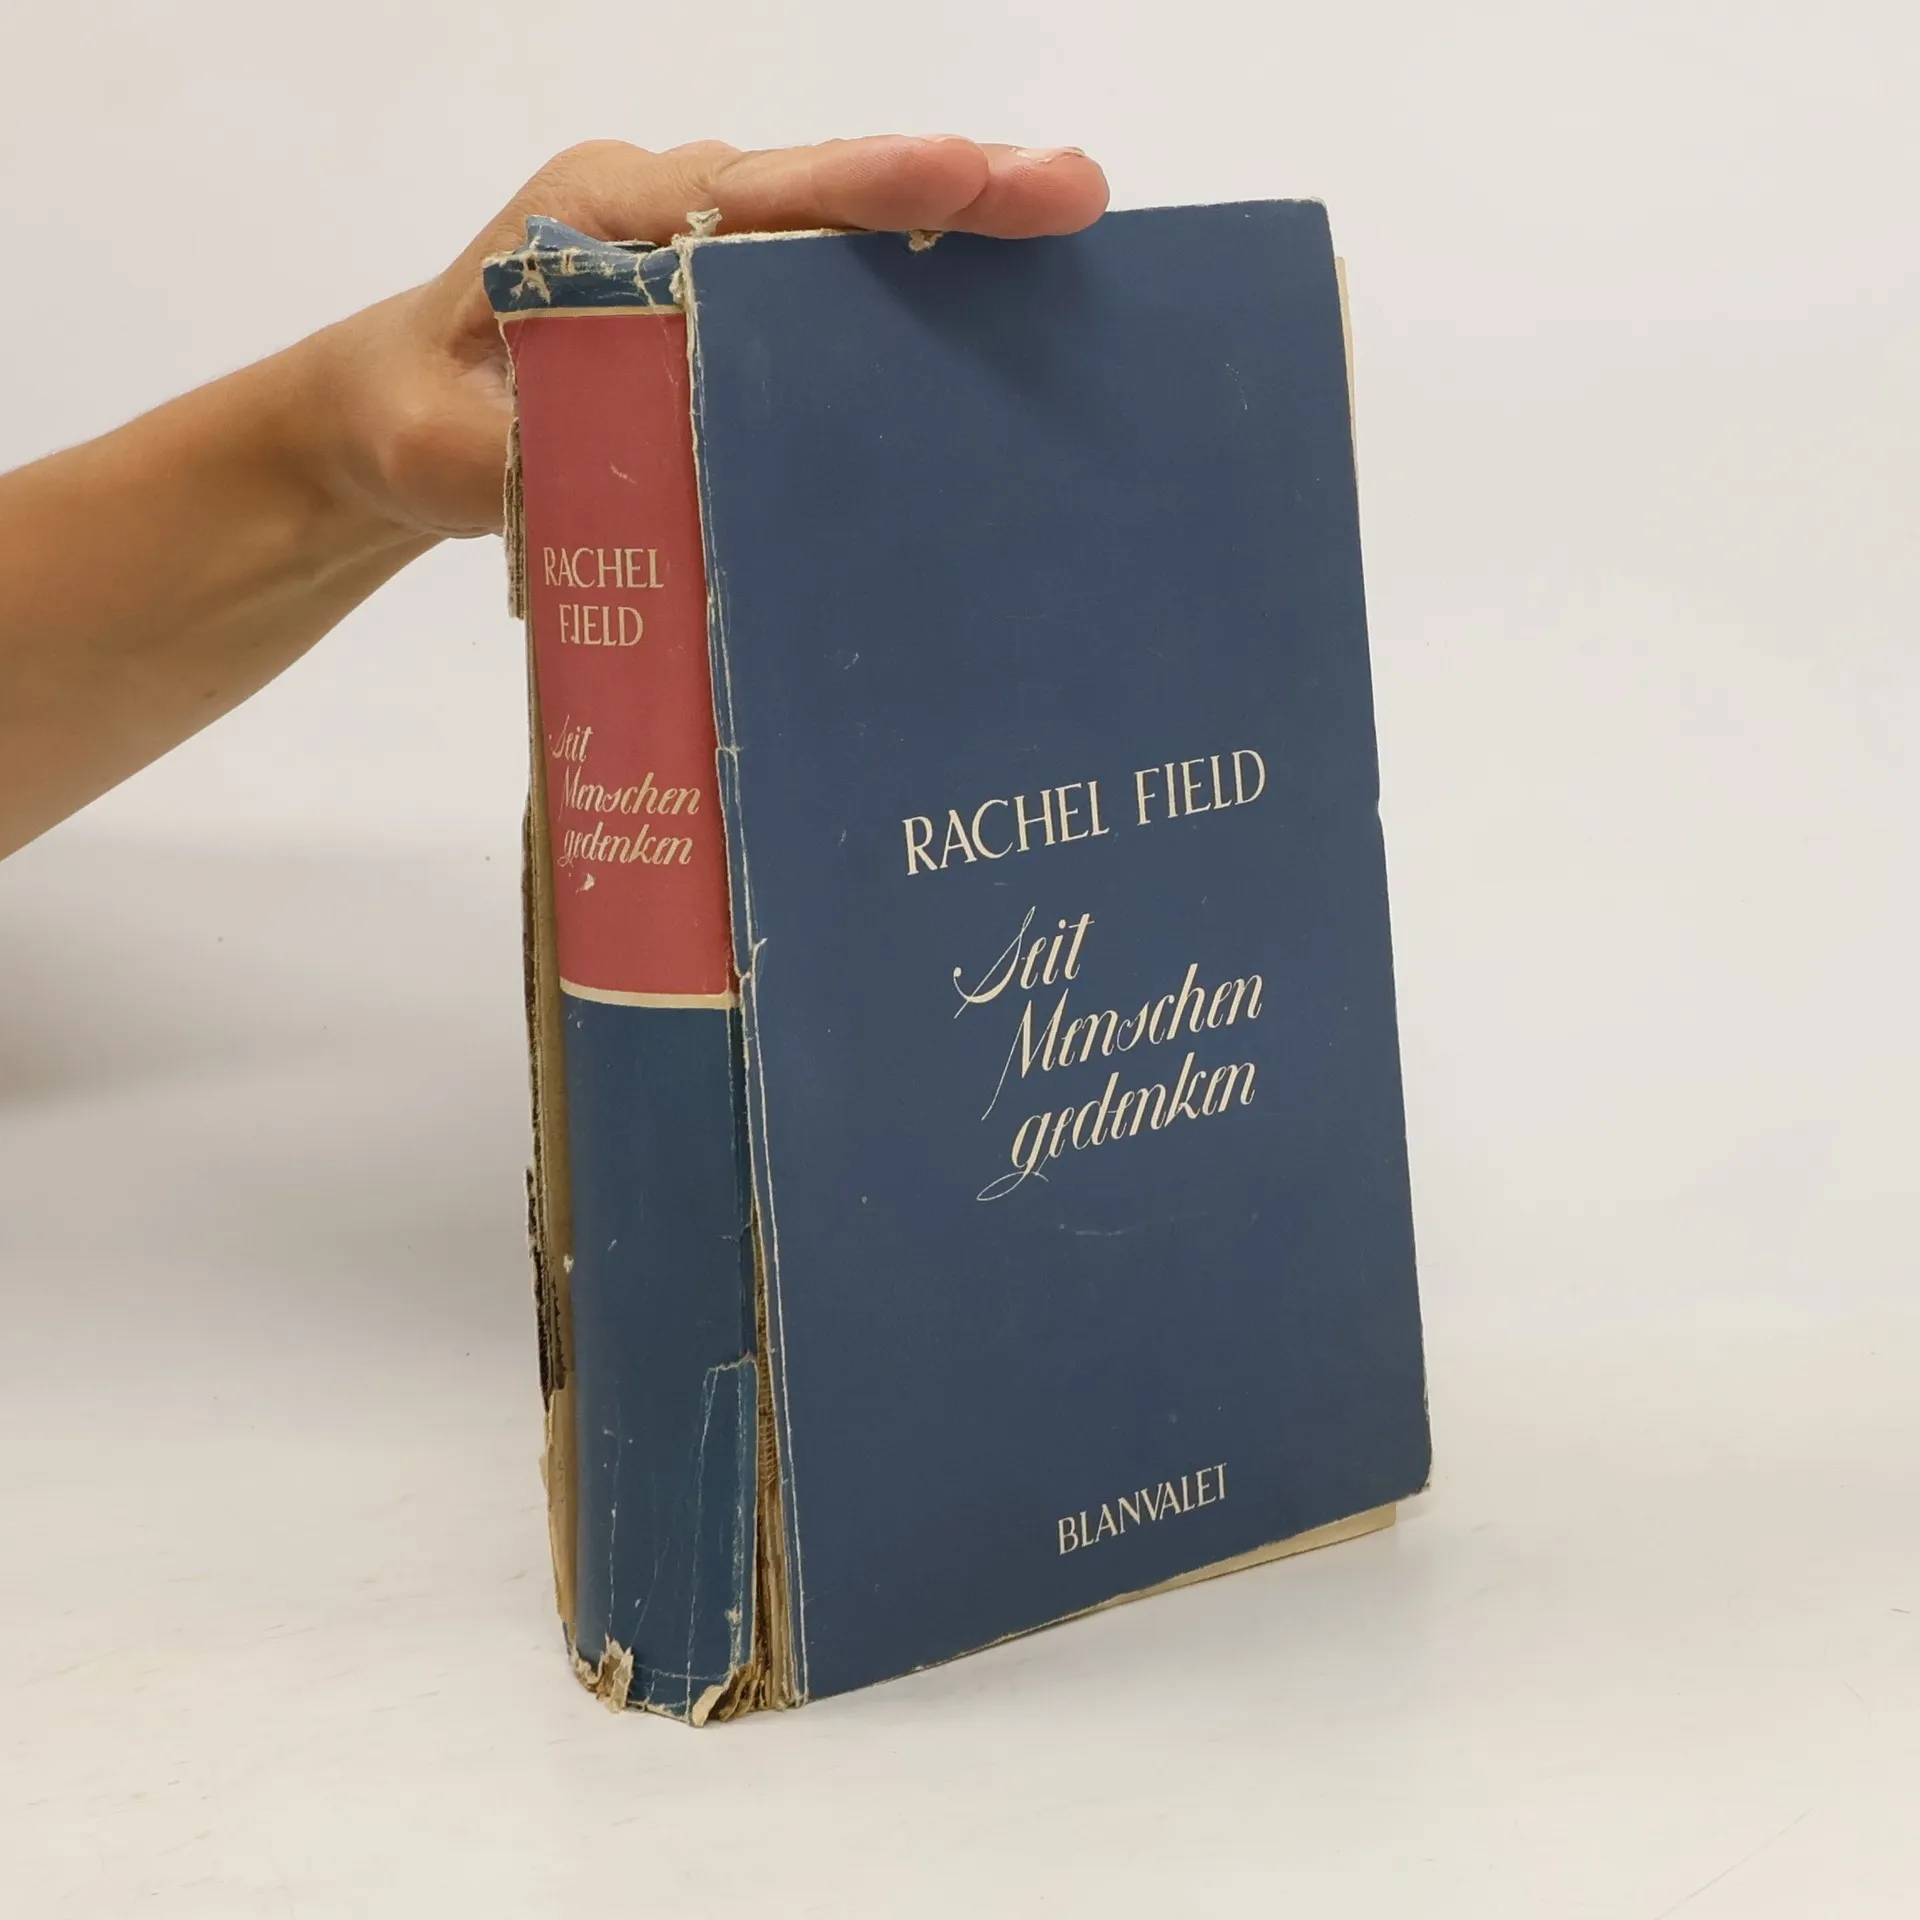 RACHEL
FIELD
Seit
Menschen
gedenken
RACHEL FIELD
Seit
Menschen
gedenken
BLANVALET